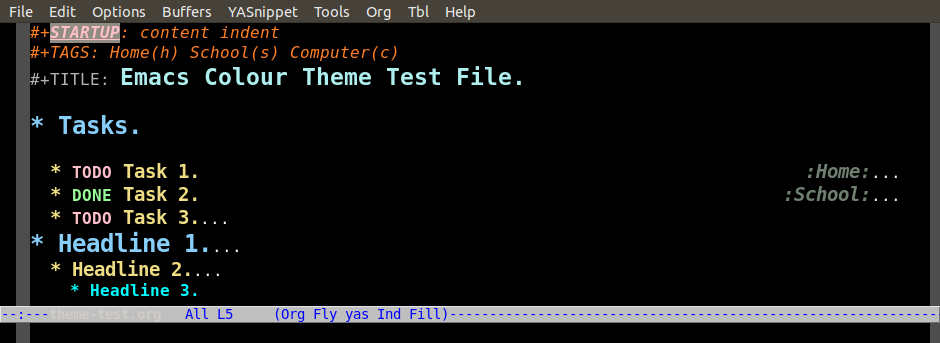 File Edit Options Buffers YASnippet Tools Org Tbl Help
#+STARTUP: content indent
#+TAGS: Home(h) School(s) Computer(c)
#+TITLE: Emacs Colour Theme Test File.
* Tasks.
* TODO Task 1. :Home:...
* DONE Task 2. :School:...
* TODO Task 3....
* Headline 1....
* Headline 2....
* Headline 3.
--:--- theme-test.org All L5 (Org Fly yas Ind Fill)--------------------------------------------------------------